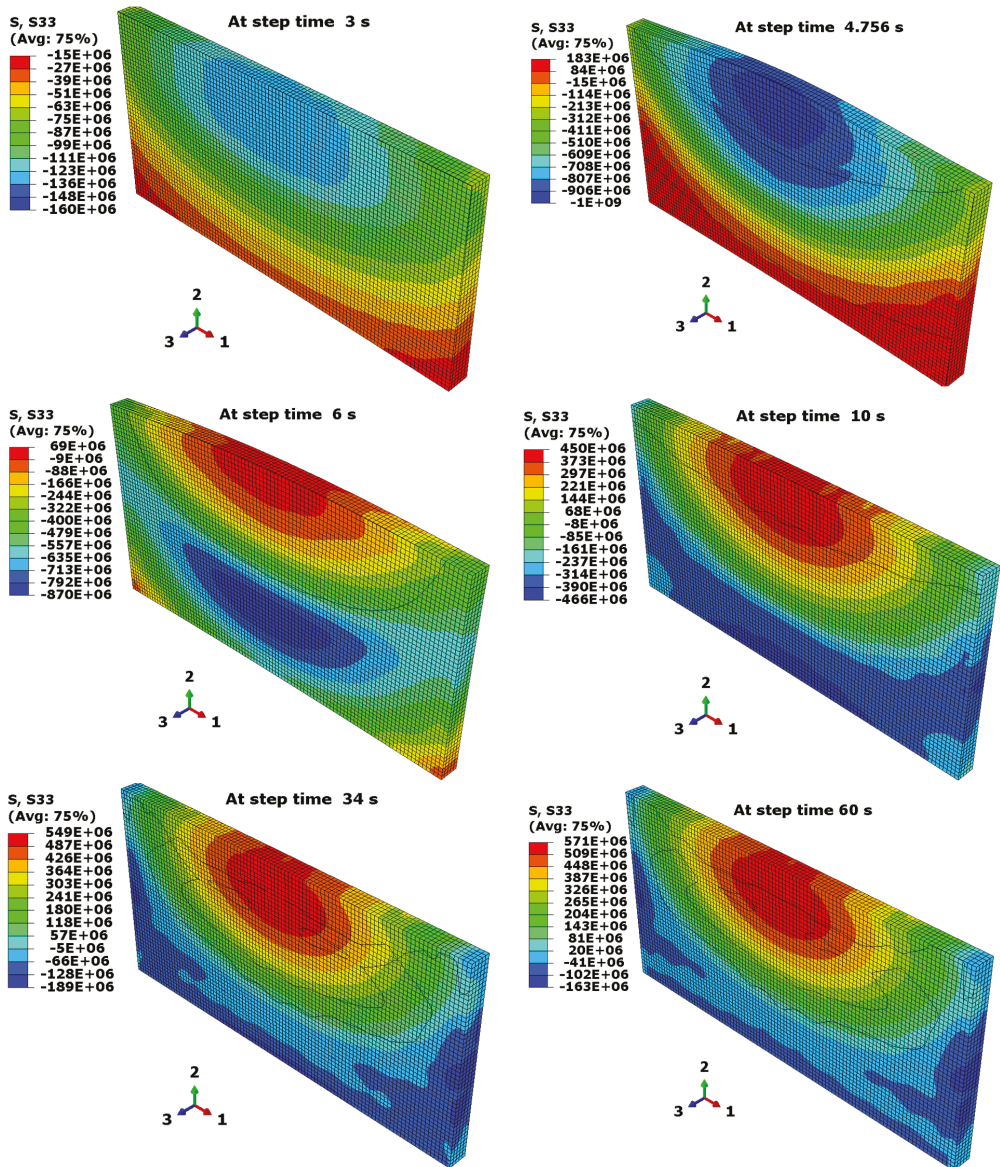 S, S33
(Avg: 75%)
-15E+06
-27E+06
-39E+06
-51E+06
-63E+06
-75E+06
-87E+06
-99E+06
-111E+06
-123E+06
-136E+06
-148E+06
-160E+06
At step time 3 s
2
3
1
S, S33
(Avg: 75%)
183E+06
84E+06
-15E+06
-114E+06
-213E+06
-312E+06
-411E+06
-510E+06
-609E+06
-708E+06
-807E+06
-906E+06
-1E+09
At step time 4.756 s
2
3
1
S, S33
(Avg: 75%)
69E+06
-9E+06
-88E+06
-166E+06
-244E+06
-322E+06
-400E+06
-479E+06
-557E+06
-635E+06
-713E+06
-792E+06
-870E+06
At step time 6 s
2
3
1
S, S33
(Avg: 75%)
450E+06
373E+06
297E+06
221E+06
144E+06
68E+06
-8E+06
-85E+06
-161E+06
-237E+06
-314E+06
-390E+06
-466E+06
At step time 10 s
2
3
1
S, S33
(Avg: 75%)
549E+06
487E+06
426E+06
364E+06
303E+06
241E+06
180E+06
118E+06
57E+06
-5E+06
-66E+06
-128E+06
-189E+06
At step time 34 s
2
3
1
S, S33
(Avg: 75%)
571E+06
509E+06
448E+06
387E+06
326E+06
265E+06
204E+06
143E+06
81E+06
20E+06
-41E+06
-102E+06
-163E+06
At step time 60 s
2
3
1